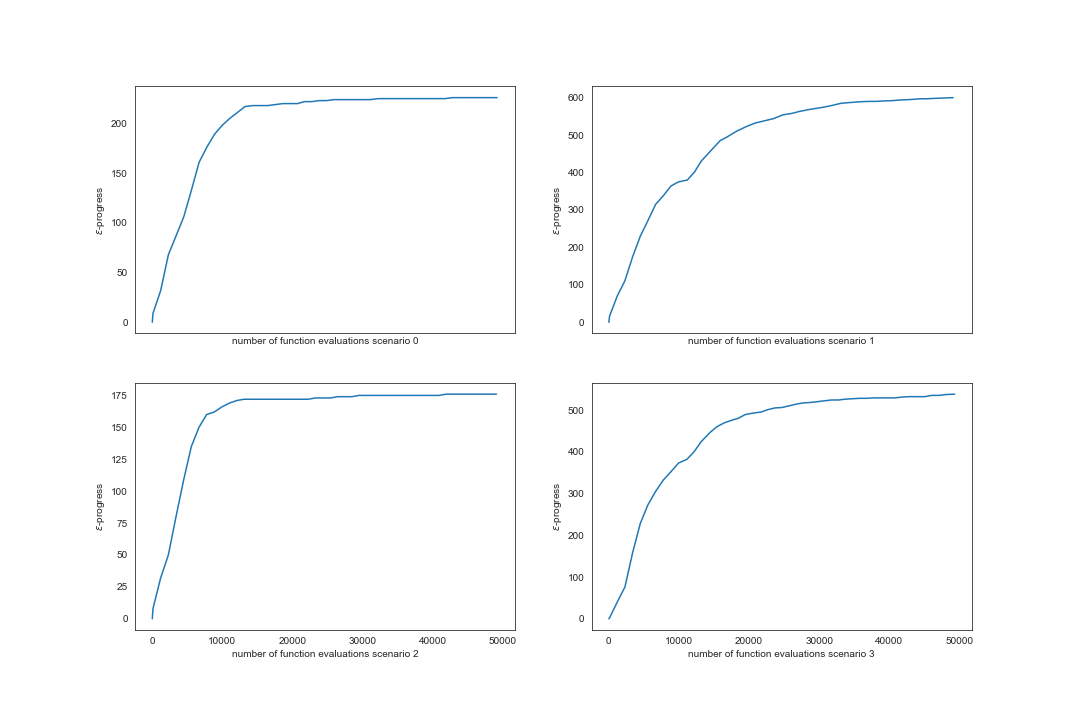 200
150
100
50
0
ε-progress
number of function evaluations scenario 0
600
500
400
300
200
100
0
ε-progress
number of function evaluations scenario 1
175
150
125
100
75
50
25
0
ε-progress
0 10000 20000 30000 40000 50000
number of function evaluations scenario 2
500
400
300
200
100
0
ε-progress
0 10000 20000 30000 40000 50000
number of function evaluations scenario 3